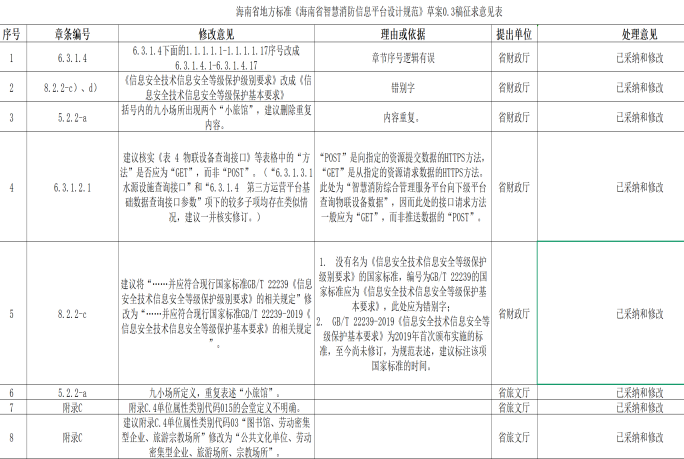 海南省地方标准《海南省智慧消防信息平台设计规范》草案0.3稿征求意见表
序号 章条编号 修改意见 理由或依据 提出单位 处理意见
1 6.3.1.4 6.3.1.4下面的1.1.1.1.1-1.1.1.1.17序号改成
6.3.1.4.1-6.3.1.4.17 章节序号逻辑有误 省财政厅 已采纳和修改
2 8.2.2-c）、d） 《信息安全技术信息安全等级保护级别要求》改成《信
息安全技术信息安全等级保护基本要求》 错别字 省财政厅 已采纳和修改
3 5.2.2-a 括号内的九小场所出现两个“小旅馆”，建议删除重复
内容。 内容重复。 省财政厅 已采纳和修改
4 6.3.1.2.1 省财政厅 已采纳和修改
建议核实《表 4 物联设备查询接口》等表格中的“方
法”是否应为“GET”，而非“POST”。（“6.3.1.3.1
水源设施查询接口”和“6.3.1.4 第三方运营平台基
础数据查询接口参数”项下的较多子项均存在类似情
况，建议一并核实修订。）
“POST”是向指定的资源提交数据的HTTPS方法，
“GET”是从指定的资源请求数据的HTTPS方法。
此处为“智慧消防综合管理服务平台向下级平台
查询物联设备数据”，因而此处的接口请求方法
一般应为“GET”，而非推送数据的“POST”。
5 8.2.2-c 省财政厅 已采纳和修改
建议将“……并应符合现行国家标准GB/T 22239《信息
安全技术信息安全等级保护级别要求》的相关规定”修
改为“……并应符合现行国家标准GB/T 22239-2019《
信息安全技术信息安全等级保护基本要求》的相关规定
”。
1. 没有名为《信息安全技术信息安全等级保护
级别要求》的国家标准，编号为GB/T 22239的国
家标准应为《信息安全技术信息安全等级保护基
本要求》，此处应为错别字；
2. GB/T 22239-2019《信息安全技术信息安全等
级保护基本要求》为2019年首次颁布实施的标
准，至今尚未修订，为规范表述，建议标注该项
国家标准的时间。
6 5.2.2-a 九小场所定义，重复表述“小旅馆”。 省旅文厅 已采纳和修改
7 附录C 附录C.4单位属性类别代码015的会堂定义不明确。 省旅文厅 已采纳和修改
8 附录C 省旅文厅 已采纳和修改
建议附录C.4单位属性类别代码03“图书馆、劳动密集
型企业、旅游宗教场所”修改为“公共文化单位、劳动
密集型企业、旅游场所、宗教场所”。